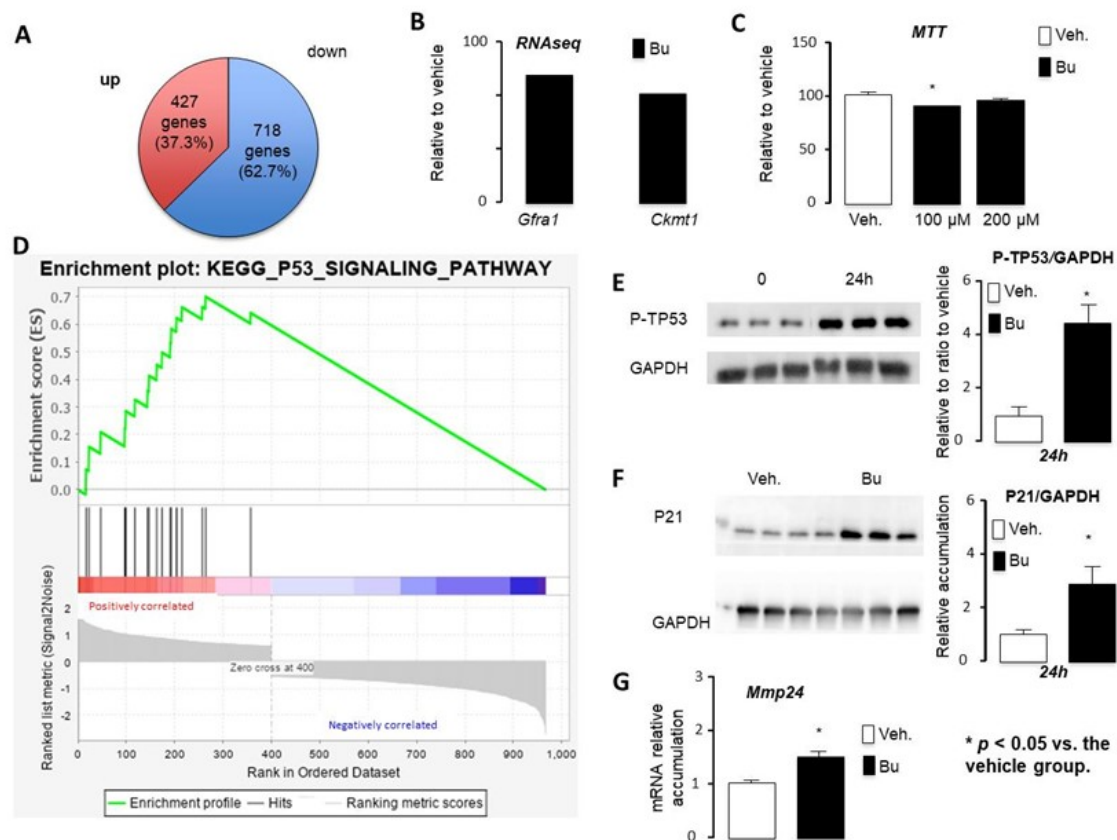 A
up
down
427
genes
(37.3%)
718
genes
(62.7%)
B
RNAseq
Bu
Relative to vehicle
100
0
Gfra1
Ckmt1
C
MTT
Veh.
Bu
Relative to vehicle
150
100
50
0
*
Veh.
100 µM
200 µM
D
Enrichment plot: KEGG_P53_SIGNALING_PATHWAY
Enrichment score (ES)
0.7
0.6
0.5
0.4
0.3
0.2
0.1
0.0
Ranked list metric (Signal2Noise)
Positively correlated
2
1
0
-1
-2
Zero cross at 400
Negatively correlated
0
100
200
300
400
500
600
700
800
900
1,000
Rank in Ordered Dataset
Enrichment profile
Hits
Ranking metric scores
E
0
24h
P-TP53
GAPDH
P-TP53/GAPDH
Veh.
Bu
Relative to ratio to vehicle
6
4
2
0
*
24h
F
Veh.
Bu
P21
GAPDH
P21/GAPDH
Veh.
Bu
Relative accumulation
6
4
2
0
*
24h
G
Mmp24
mRNA relative
accumulation
3
2
1
0
*
Veh.
Bu
* p < 0.05 vs. the
vehicle group.